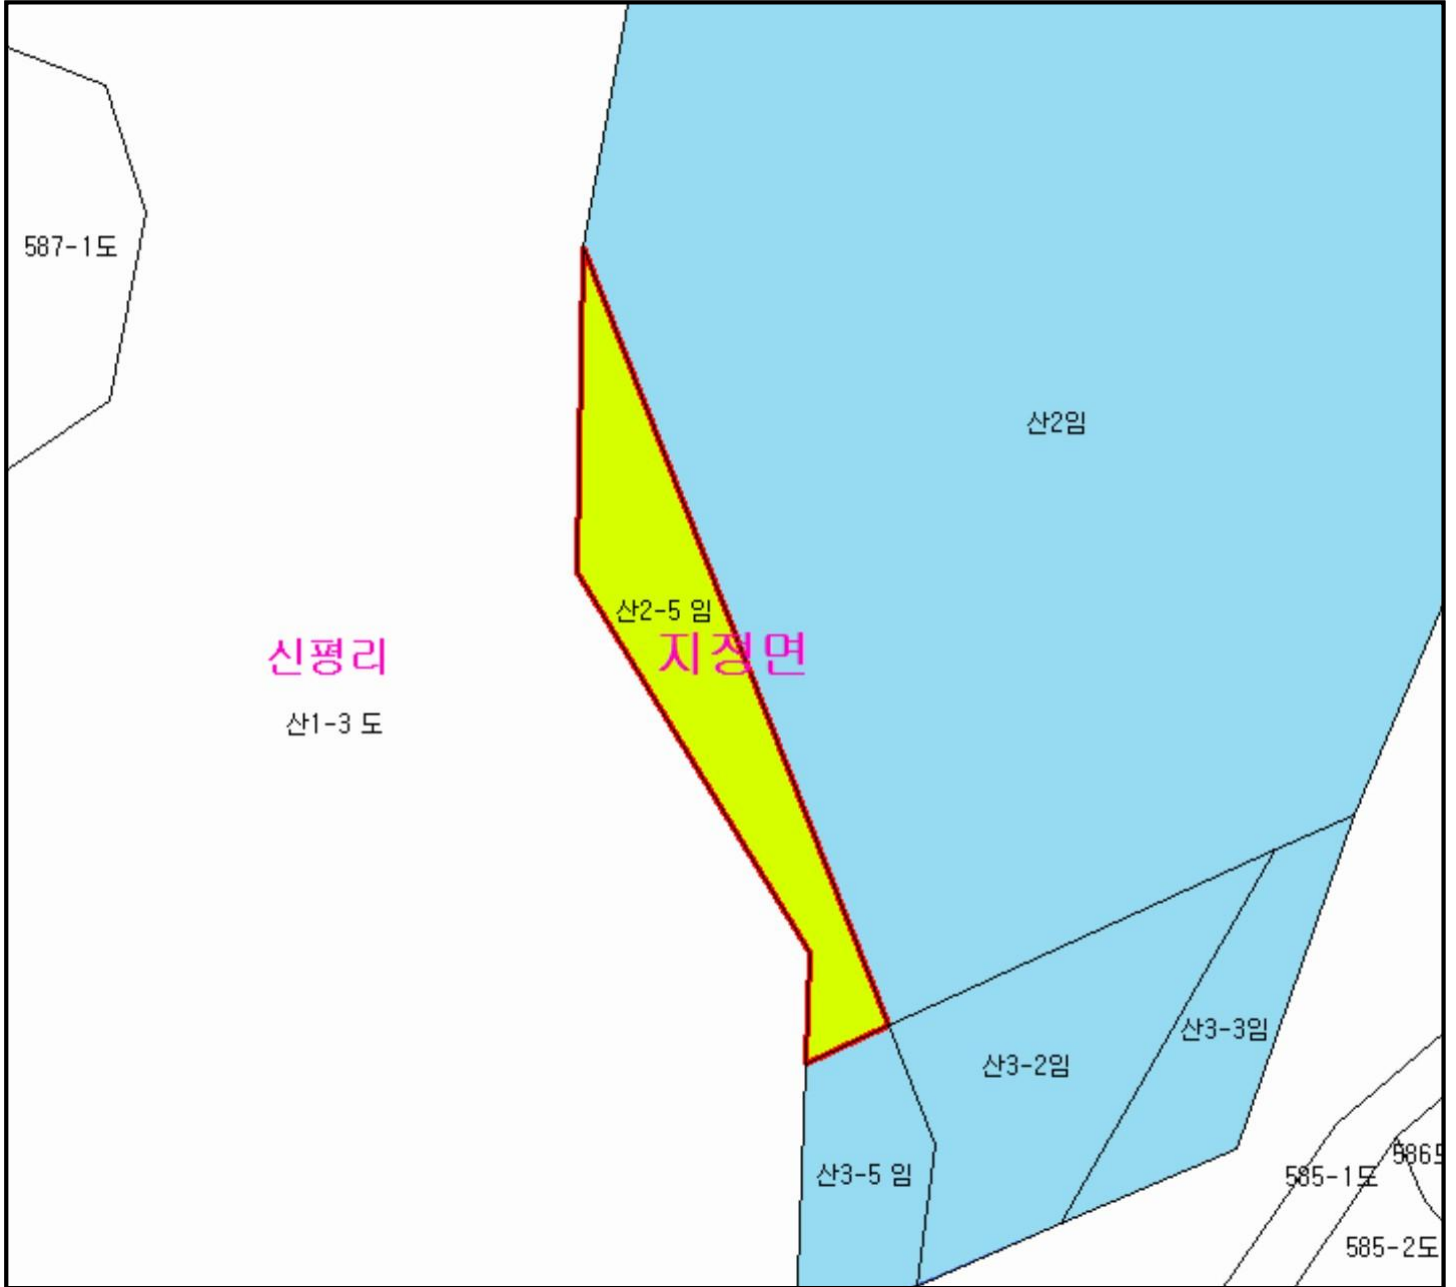 587-1도
산2임
산2-5 임
신평리
지정면
산1-3 도
산3-3임
산3-2임
산3-5 임
585-1도
585-2도